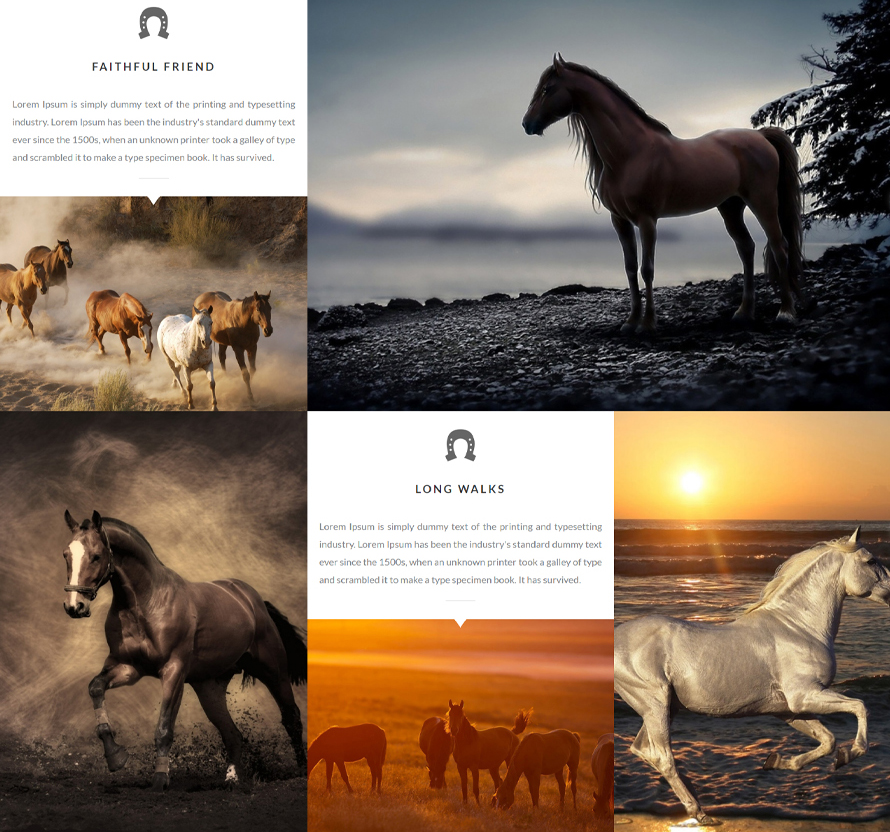 FAITHFUL FRIEND
Lorem Ipsum is simply dummy text of the printing and typesetting
industry. Lorem Ipsum has been the industry's standard dummy text
ever since the 1500s, when an unknown printer took a galley of type
and scrambled it to make a type specimen book. It has survived.
LONG WALKS
Lorem Ipsum is simply dummy text of the printing and typesetting
industry. Lorem Ipsum has been the industry's standard dummy text
ever since the 1500s, when an unknown printer took a galley of type
and scrambled it to make a type specimen book. It has survived.